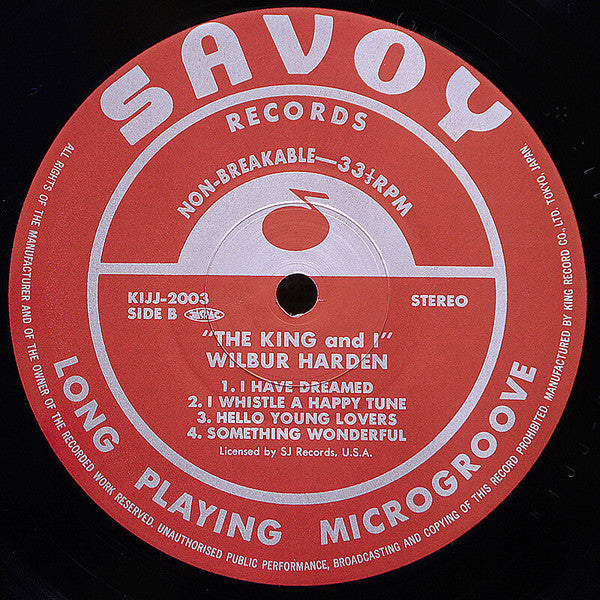 SAVOY
RECORDS
NON-BREAKABLE—33⅓RPM
KIJJ-2003
SIDE B
STEREO
"THE KING and I"
WILBUR HARDEN
1. I HAVE DREAMED
2. I WHISTLE A HAPPY TUNE
3. HELLO YOUNG LOVERS
4. SOMETHING WONDERFUL
Licensed by SJ Records, U.S.A.
LONG PLAYING MICROGROOVE
ALL RIGHTS OF THE MANUFACTURER AND OF THE OWNER OF THE RECORDED WORK RESERVED. UNAUTHORISED PUBLIC PERFORMANCE, BROADCASTING AND COPYING OF THIS RECORD PROHIBITED. MANUFACTURED BY KING RECORD CO., LTD. TOKYO, JAPAN.